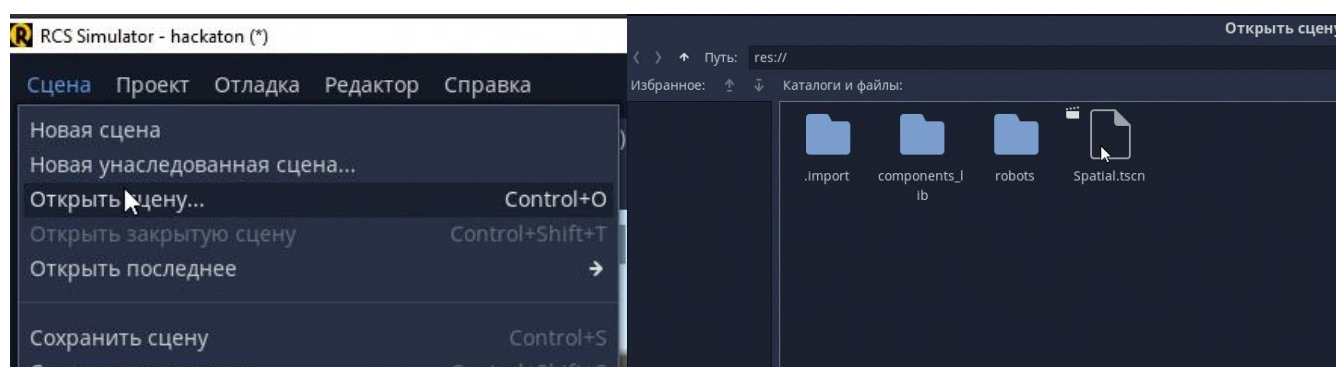 RCS Simulator - hackaton (*)
Сцена Проект Отладка Редактор Справка
Новая сцена
Новая унаследованная сцена...
Открыть сцену... Control+O
Открыть закрытую сцену Control+Shift+T
Открыть последнее
Сохранить сцену Control+S
Открыть сцену
Путь: res://
Избранное: Каталоги и файлы:
.import components_l robots Spatial.tscn
ib